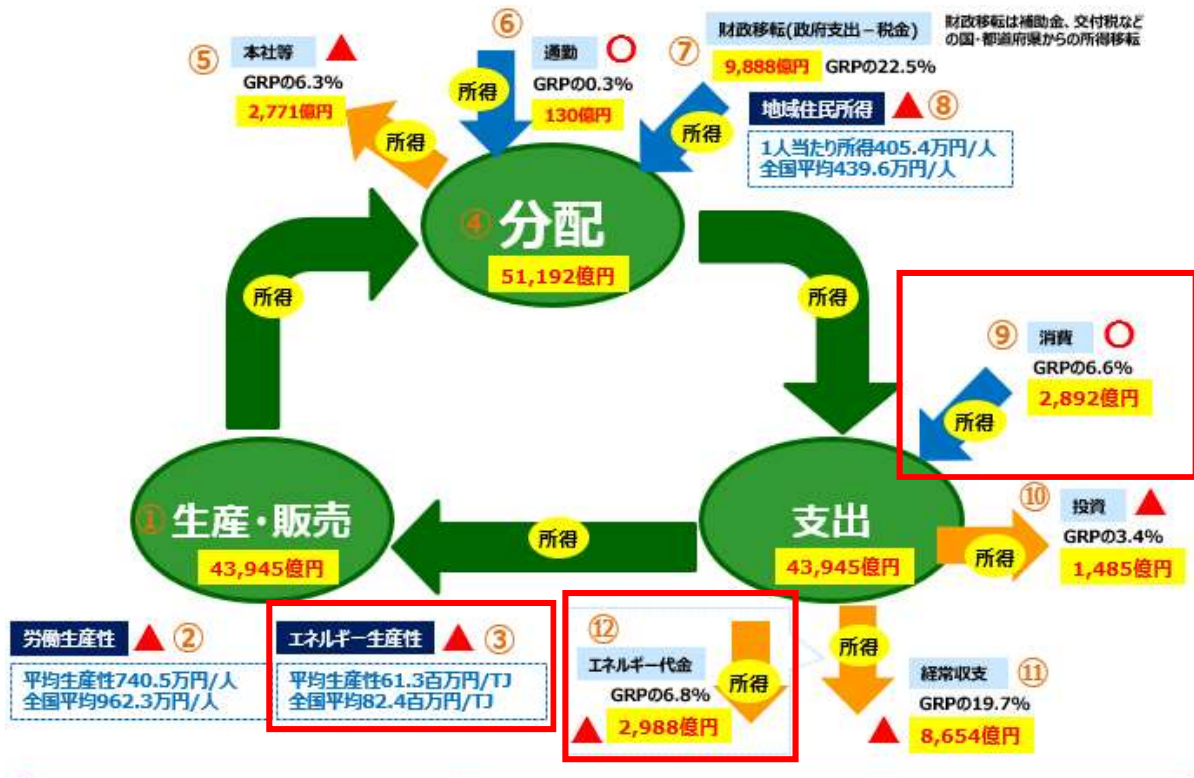 ⑤
本社等 ▲
GRPの6.3%
2,771億円
所得
⑥
通勤 ○
GRPの0.3%
130億円
所得
⑦
財政移転(政府支出－税金)
9,888億円 GRPの22.5%
財政移転は補助金、交付税など
の国・都道府県からの所得移転
所得
地域住民所得 ▲ ⑧
1人当たり所得405.4万円/人
全国平均439.6万円/人
④ 分配
51,192億円
所得
所得
⑨
消費 ○
GRPの6.6%
2,892億円
所得
① 生産・販売
43,945億円
所得
支出
43,945億円
⑩
投資 ▲
GRPの3.4%
1,485億円
所得
労働生産性 ▲ ②
平均生産性740.5万円/人
全国平均962.3万円/人
エネルギー生産性 ▲ ③
平均生産性61.3百万円/TJ
全国平均82.4百万円/TJ
⑫
エネルギー代金
GRPの6.8%
▲ 2,988億円
所得
所得
経常収支 ⑪
GRPの19.7%
▲ 8,654億円